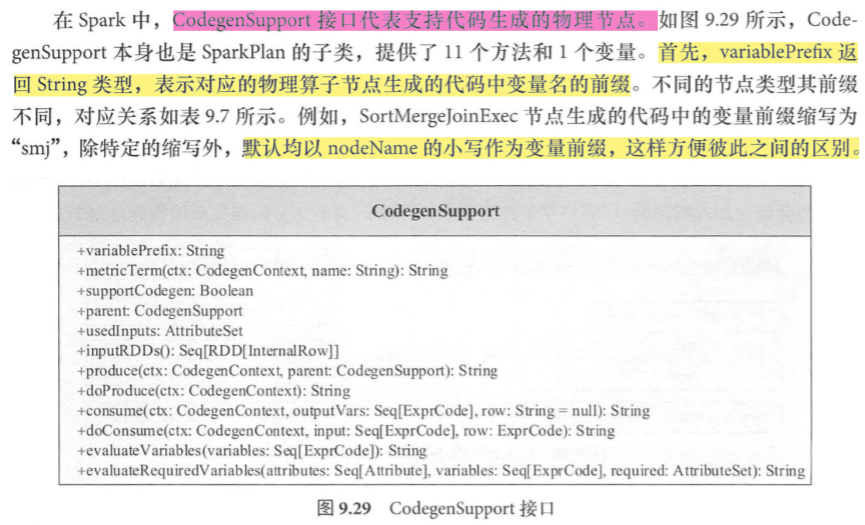 在 Spark 中，CodegenSupport 接口代表支持代码生成的物理节点。如图 9.29 所示，Code-
genSupport 本身也是 SparkPlan 的子类，提供了 11 个方法和 1 个变量。首先，variablePrefix 返
回 String 类型，表示对应的物理算子节点生成的代码中变量名的前缀。不同的节点类型其前缀
不同，对应关系如表 9.7 所示。例如，SortMergeJoinExec 节点生成的代码中的变量前缀缩写为
“smj”，除特定的缩写外，默认均以 nodeName 的小写作为变量前缀，这样方便彼此之间的区别。
CodegenSupport
+variablePrefix: String
+metricTerm(ctx: CodegenContext, name: String): String
+supportCodegen: Boolean
+parent: CodegenSupport
+usedInputs: AttributeSet
+inputRDDs(): Seq[RDD[InternalRow]]
+produce(ctx: CodegenContext, parent: CodegenSupport): String
+doProduce(ctx: CodegenContext): String
+consume(ctx: CodegenContext, outputVars: Seq[ExprCode], row: String = null): String
+doConsume(ctx: CodegenContext, input: Seq[ExprCode], row: ExprCode): String
+evaluateVariables(variables: Seq[ExprCode]): String
+evaluateRequiredVariables(attributes: Seq[Attribute], variables: Seq[ExprCode], required: AttributeSet): String
图 9.29 CodegenSupport 接口